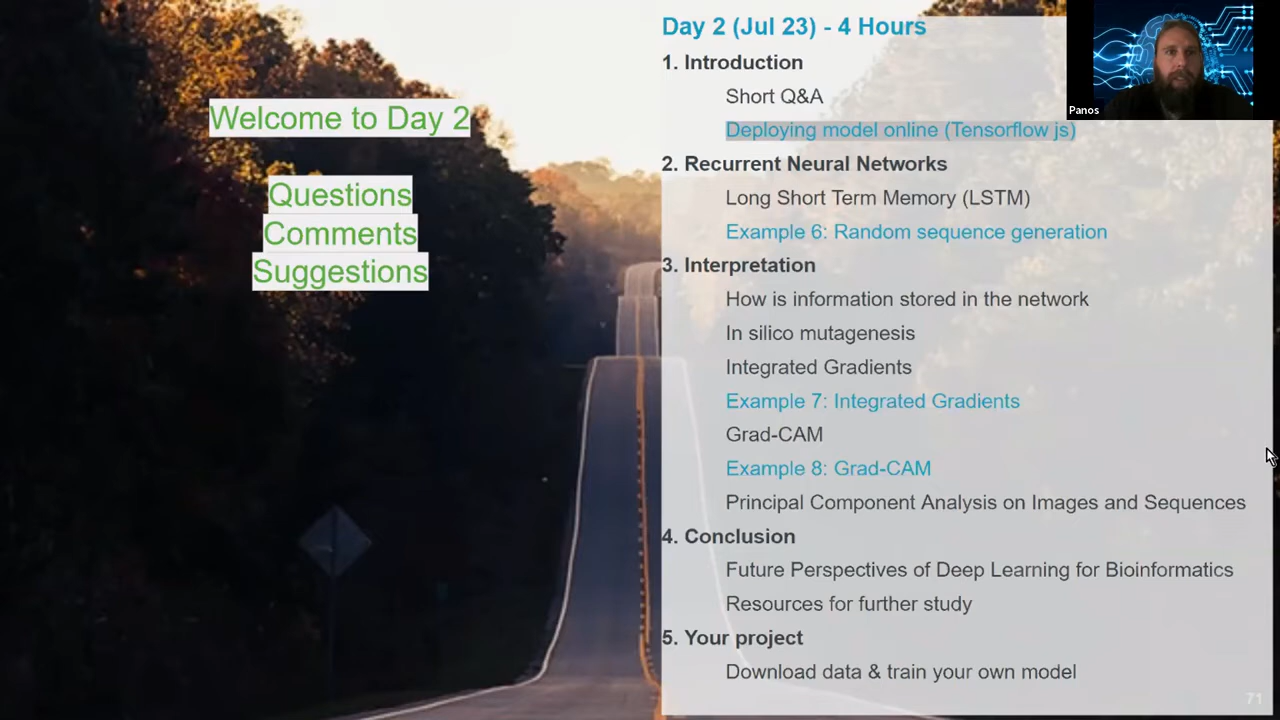 Welcome to Day 2
Questions
Comments
Suggestions
Day 2 (Jul 23) - 4 Hours
1. Introduction
Short Q&A
Deploying model online (Tensorflow js)
2. Recurrent Neural Networks
Long Short Term Memory (LSTM)
Example 6: Random sequence generation
3. Interpretation
How is information stored in the network
In silico mutagenesis
Integrated Gradients
Example 7: Integrated Gradients
Grad-CAM
Example 8: Grad-CAM
Principal Component Analysis on Images and Sequences
4. Conclusion
Future Perspectives of Deep Learning for Bioinformatics
Resources for further study
5. Your project
Download data & train your own model
71
Panos